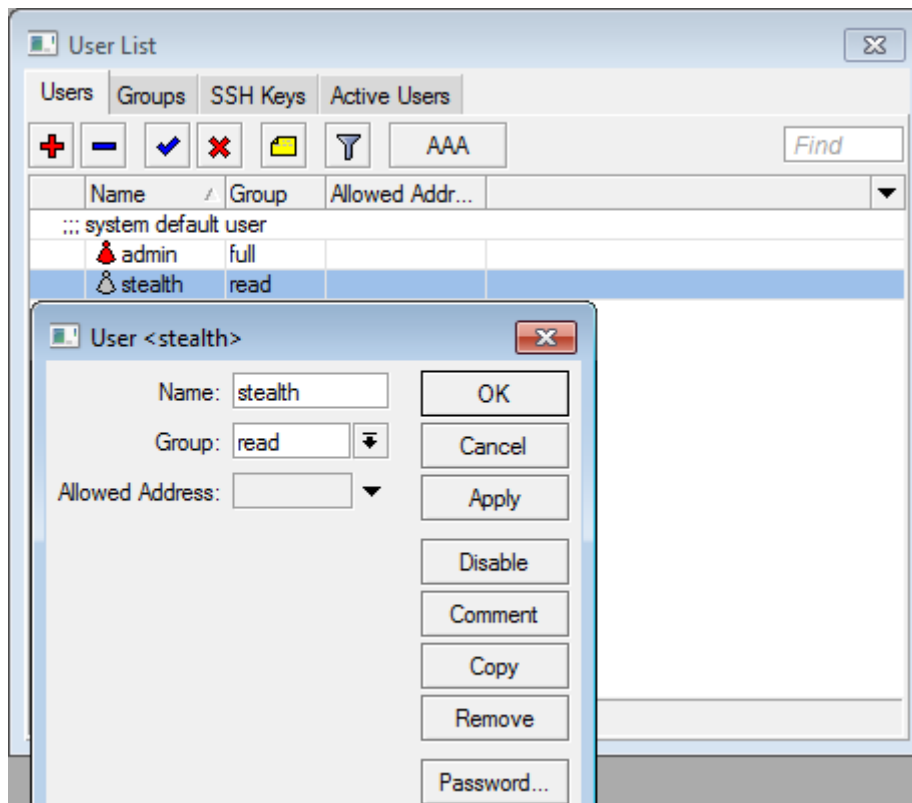 User List
Users Groups SSH Keys Active Users
AAA Find
Name Group Allowed Addr...
;;; system default user
admin full
stealth read
User <stealth>
Name: stealth OK
Group: read Cancel
Allowed Address: Apply
Disable
Comment
Copy
Remove
Password...